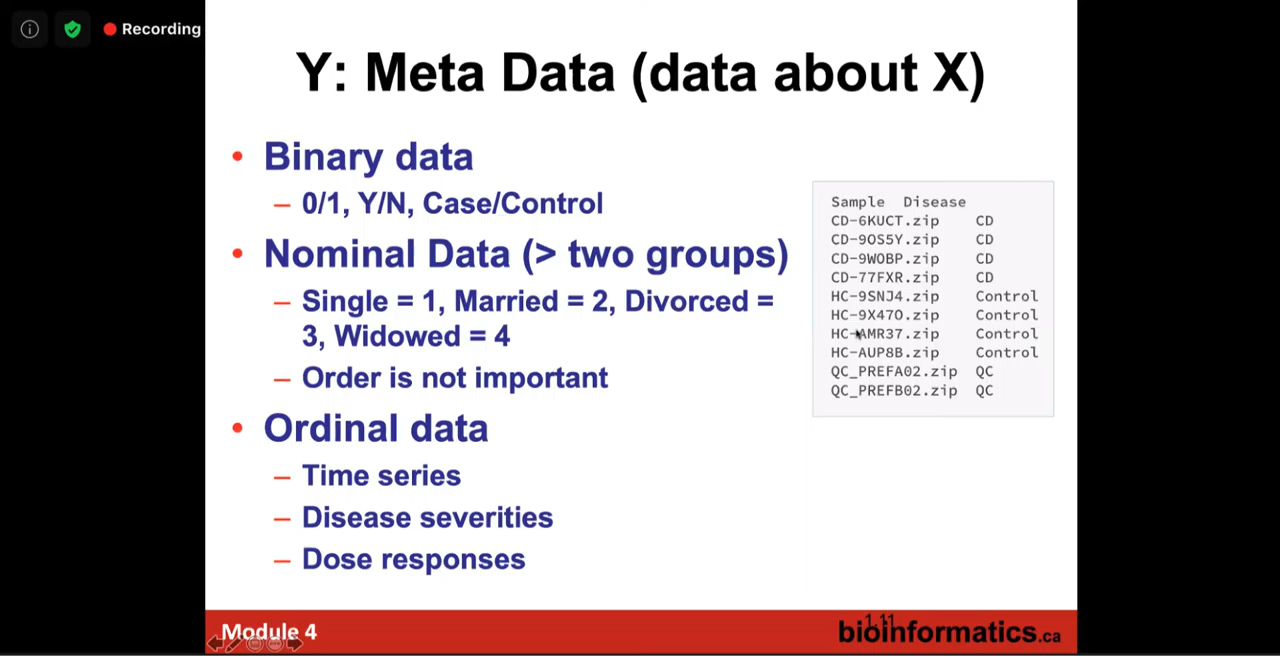 Recording
Y: Meta Data (data about X)
• Binary data
– 0/1, Y/N, Case/Control
• Nominal Data (> two groups)
– Single = 1, Married = 2, Divorced =
3, Widowed = 4
– Order is not important
• Ordinal data
– Time series
– Disease severities
– Dose responses
Sample Disease
CD-6KUCT.zip CD
CD-9OS5Y.zip CD
CD-9WOBP.zip CD
CD-77FXR.zip CD
HC-9SNJ4.zip Control
HC-9X47O.zip Control
HC-AMR37.zip Control
HC-AUP8B.zip Control
QC_PREFA02.zip QC
QC_PREFB02.zip QC
Module 4
1.11
bioinformatics.ca